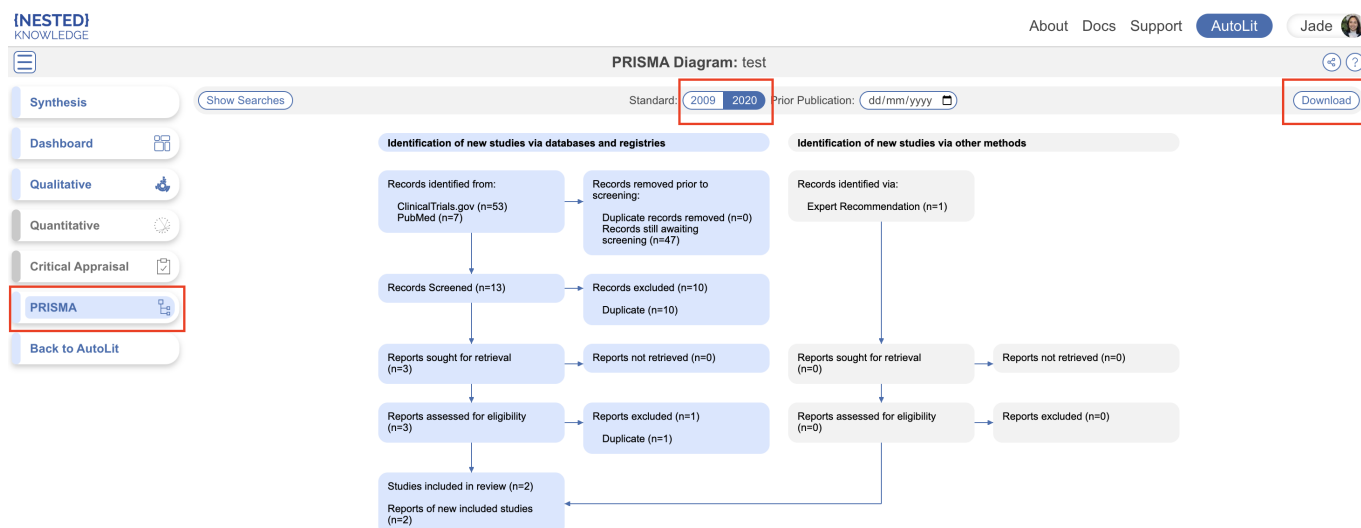 {NESTED}
KNOWLEDGE
About Docs Support AutoLit Jade
PRISMA Diagram: test
?
Synthesis
Dashboard
Qualitative
Quantitative
Critical Appraisal
PRISMA
Back to AutoLit
Show Searches
Standard: 2009 2020 Prior Publication: dd/mm/yyyy
Download
Identification of new studies via databases and registries
Identification of new studies via other methods
Records identified from:
ClinicalTrials.gov (n=53)
PubMed (n=7)
Records removed prior to
screening:
Duplicate records removed (n=0)
Records still awaiting
screening (n=47)
Records identified via:
Expert Recommendation (n=1)
Records Screened (n=13)
Records excluded (n=10)
Duplicate (n=10)
Reports sought for retrieval
(n=3)
Reports not retrieved (n=0)
Reports sought for retrieval
(n=0)
Reports not retrieved (n=0)
Reports assessed for eligibility
(n=3)
Reports excluded (n=1)
Duplicate (n=1)
Reports assessed for eligibility
(n=0)
Reports excluded (n=0)
Studies included in review (n=2)
Reports of new included studies
(n=2)